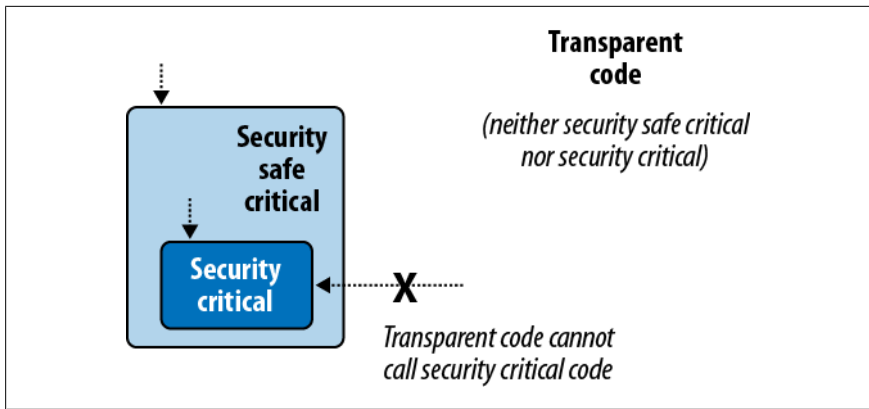 Transparent
code
(neither security safe critical
nor security critical)
Security
safe
critical
Security
critical
X
Transparent code cannot
call security critical code